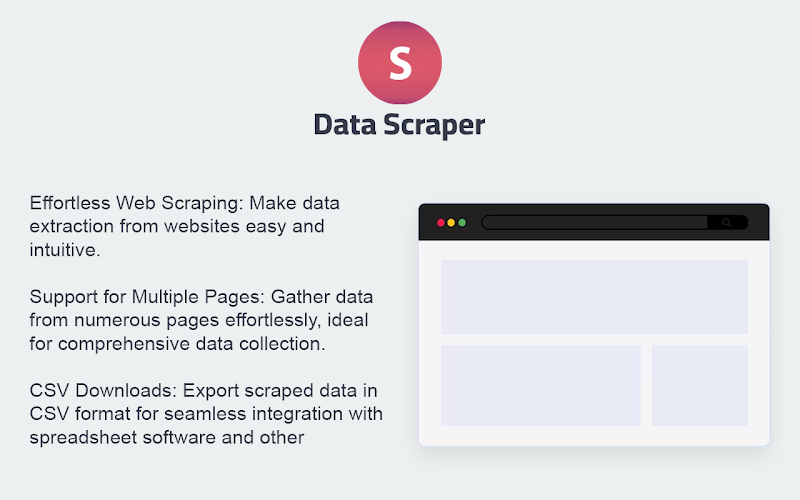 S
Data Scraper
Effortless Web Scraping: Make data
extraction from websites easy and
intuitive.
Support for Multiple Pages: Gather data
from numerous pages effortlessly, ideal
for comprehensive data collection.
CSV Downloads: Export scraped data in
CSV format for seamless integration with
spreadsheet software and other